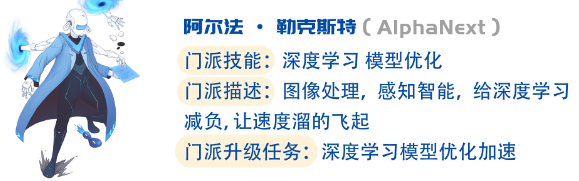 阿尔法 · 勒克斯特（AlphaNext）
门派技能：深度学习 模型优化
门派描述：图像处理，感知智能，给深度学习
减负，让速度溜的飞起
门派升级任务：深度学习模型优化加速